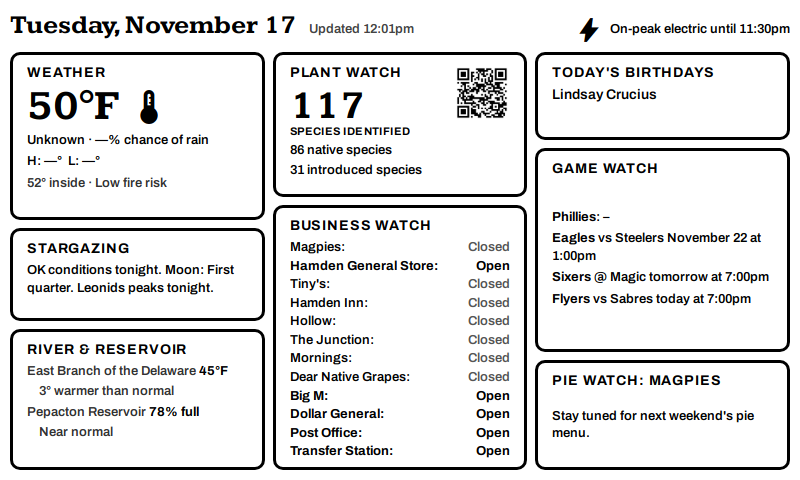 Tuesday, November 17 Updated 12:01pm
On-peak electric until 11:30pm
WEATHER
50°F
Unknown · —% chance of rain
H: —° L: —°
52° inside · Low fire risk
STARGAZING
OK conditions tonight. Moon: First
quarter. Leonids peaks tonight.
RIVER & RESERVOIR
East Branch of the Delaware 45°F
3° warmer than normal
Pepacton Reservoir 78% full
Near normal
PLANT WATCH
117
SPECIES IDENTIFIED
86 native species
31 introduced species
BUSINESS WATCH
Magpies: Closed
Hamden General Store: Open
Tiny's: Closed
Hamden Inn: Closed
Hollow: Closed
The Junction: Closed
Mornings: Closed
Dear Native Grapes: Closed
Big M: Open
Dollar General: Open
Post Office: Open
Transfer Station: Open
TODAY'S BIRTHDAYS
Lindsay Crucius
GAME WATCH
Phillies: –
Eagles vs Steelers November 22 at
1:00pm
Sixers @ Magic tomorrow at 7:00pm
Flyers vs Sabres today at 7:00pm
PIE WATCH: MAGPIES
Stay tuned for next weekend's pie
menu.